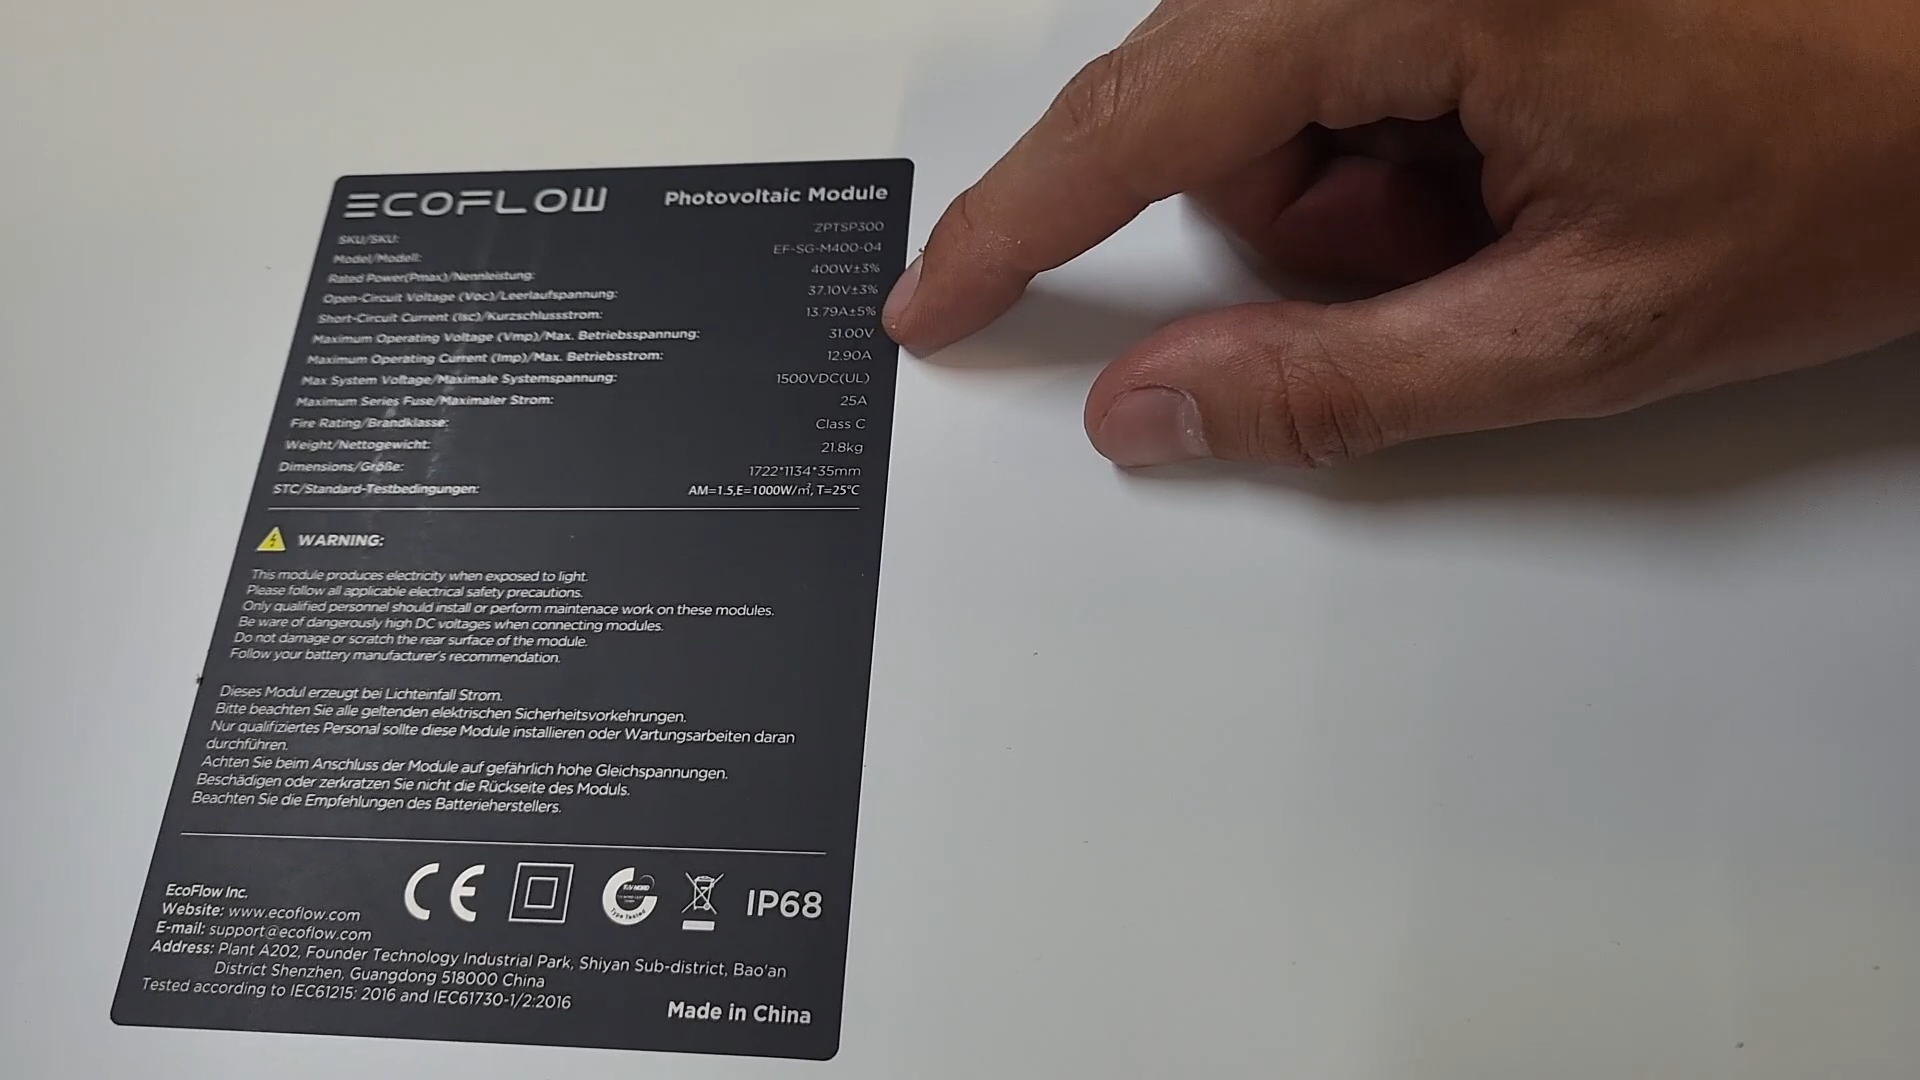 ECOFLOW Photovoltaic Module
SKU/SKU: ZPTSP300
Model/Modell: EF-SG-M400-04
Rated Power(Pmax)/Nennleistung: 400W±3%
Open-Circuit Voltage (Voc)/Leerlaufspannung: 37.10V±3%
Short-Circuit Current (Isc)/Kurzschlussstrom: 13.79A±5%
Maximum Operating Voltage (Vmp)/Max. Betriebsspannung: 31.00V
Maximum Operating Current (Imp)/Max. Betriebsstrom: 12.90A
Max System Voltage/Maximale Systemspannung: 1500VDC(UL)
Maximum Series Fuse/Maximaler Strom: 25A
Fire Rating/Brandklasse: Class C
Weight/Nettogewicht: 21.8kg
Dimensions/Größe: 1722*1134*35mm
STC/Standard-Testbedingungen: AM=1.5,E=1000W/㎡, T=25°C
WARNING:
This module produces electricity when exposed to light.
Please follow all applicable electrical safety precautions.
Only qualified personnel should install or perform maintenace work on these modules.
Be ware of dangerously high DC voltages when connecting modules.
Do not damage or scratch the rear surface of the module.
Follow your battery manufacturer's recommendation.
Dieses Modul erzeugt bei Lichteinfall Strom.
Bitte beachten Sie alle geltenden elektrischen Sicherheitsvorkehrungen.
Nur qualifiziertes Personal sollte diese Module installieren oder Wartungsarbeiten daran
durchführen.
Achten Sie beim Anschluss der Module auf gefährlich hohe Gleichspannungen.
Beschädigen oder zerkratzen Sie nicht die Rückseite des Moduls.
Beachten Sie die Empfehlungen des Batterieherstellers.
CE
TÜV NORD
Type Tested
IP68
EcoFlow Inc.
Website: www.ecoflow.com
E-mail: support@ecoflow.com
Address: Plant A202, Founder Technology Industrial Park, Shiyan Sub-district, Bao'an
District Shenzhen, Guangdong 518000 China
Tested according to IEC61215: 2016 and IEC61730-1/2:2016
Made in China